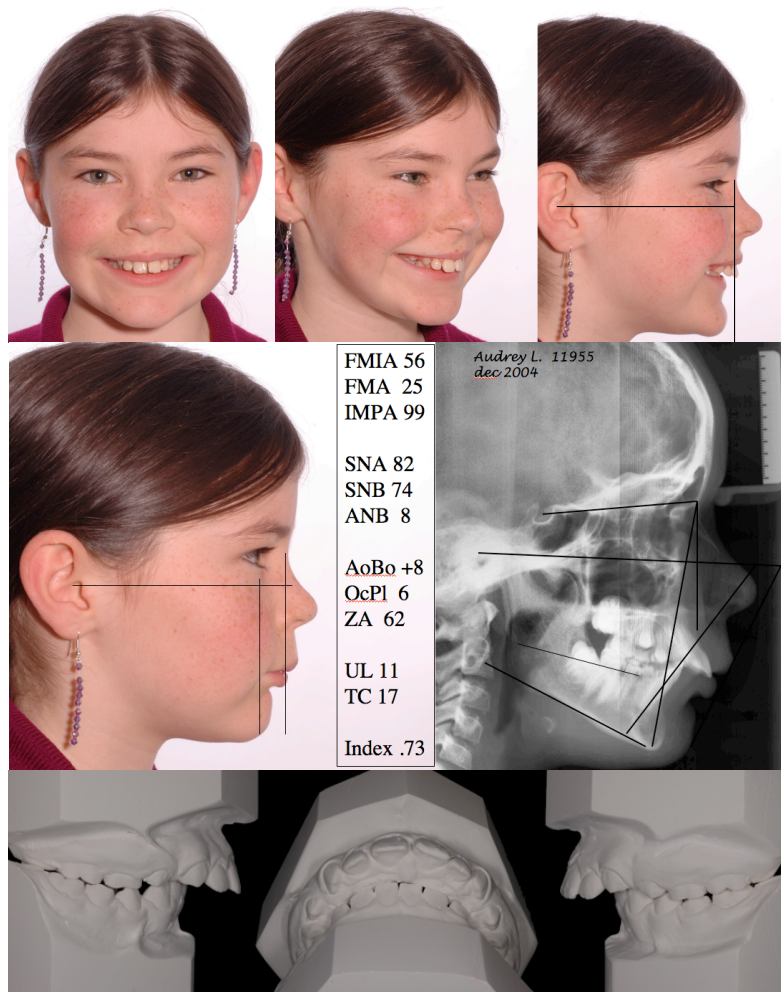 FMIA 56
FMA 25
IMPA 99
SNA 82
SNB 74
ANB 8
AoBo +8
OcPl 6
ZA 62
UL 11
TC 17
Index .73
Audrey L. 11955
dec 2004